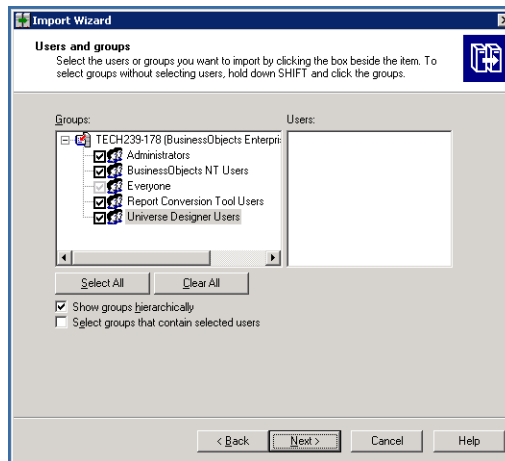 Import Wizard
Users and groups
Select the users or groups you want to import by clicking the box beside the item. To
select groups without selecting users, hold down SHIFT and click the groups.
Groups:
Users:
TECH239-178 (BusinessObjects Enterpri
Administrators
BusinessObjects NT Users
Everyone
Report Conversion Tool Users
Universe Designer Users
Select All
Clear All
Show groups hierarchically
Select groups that contain selected users
< Back
Next >
Cancel
Help